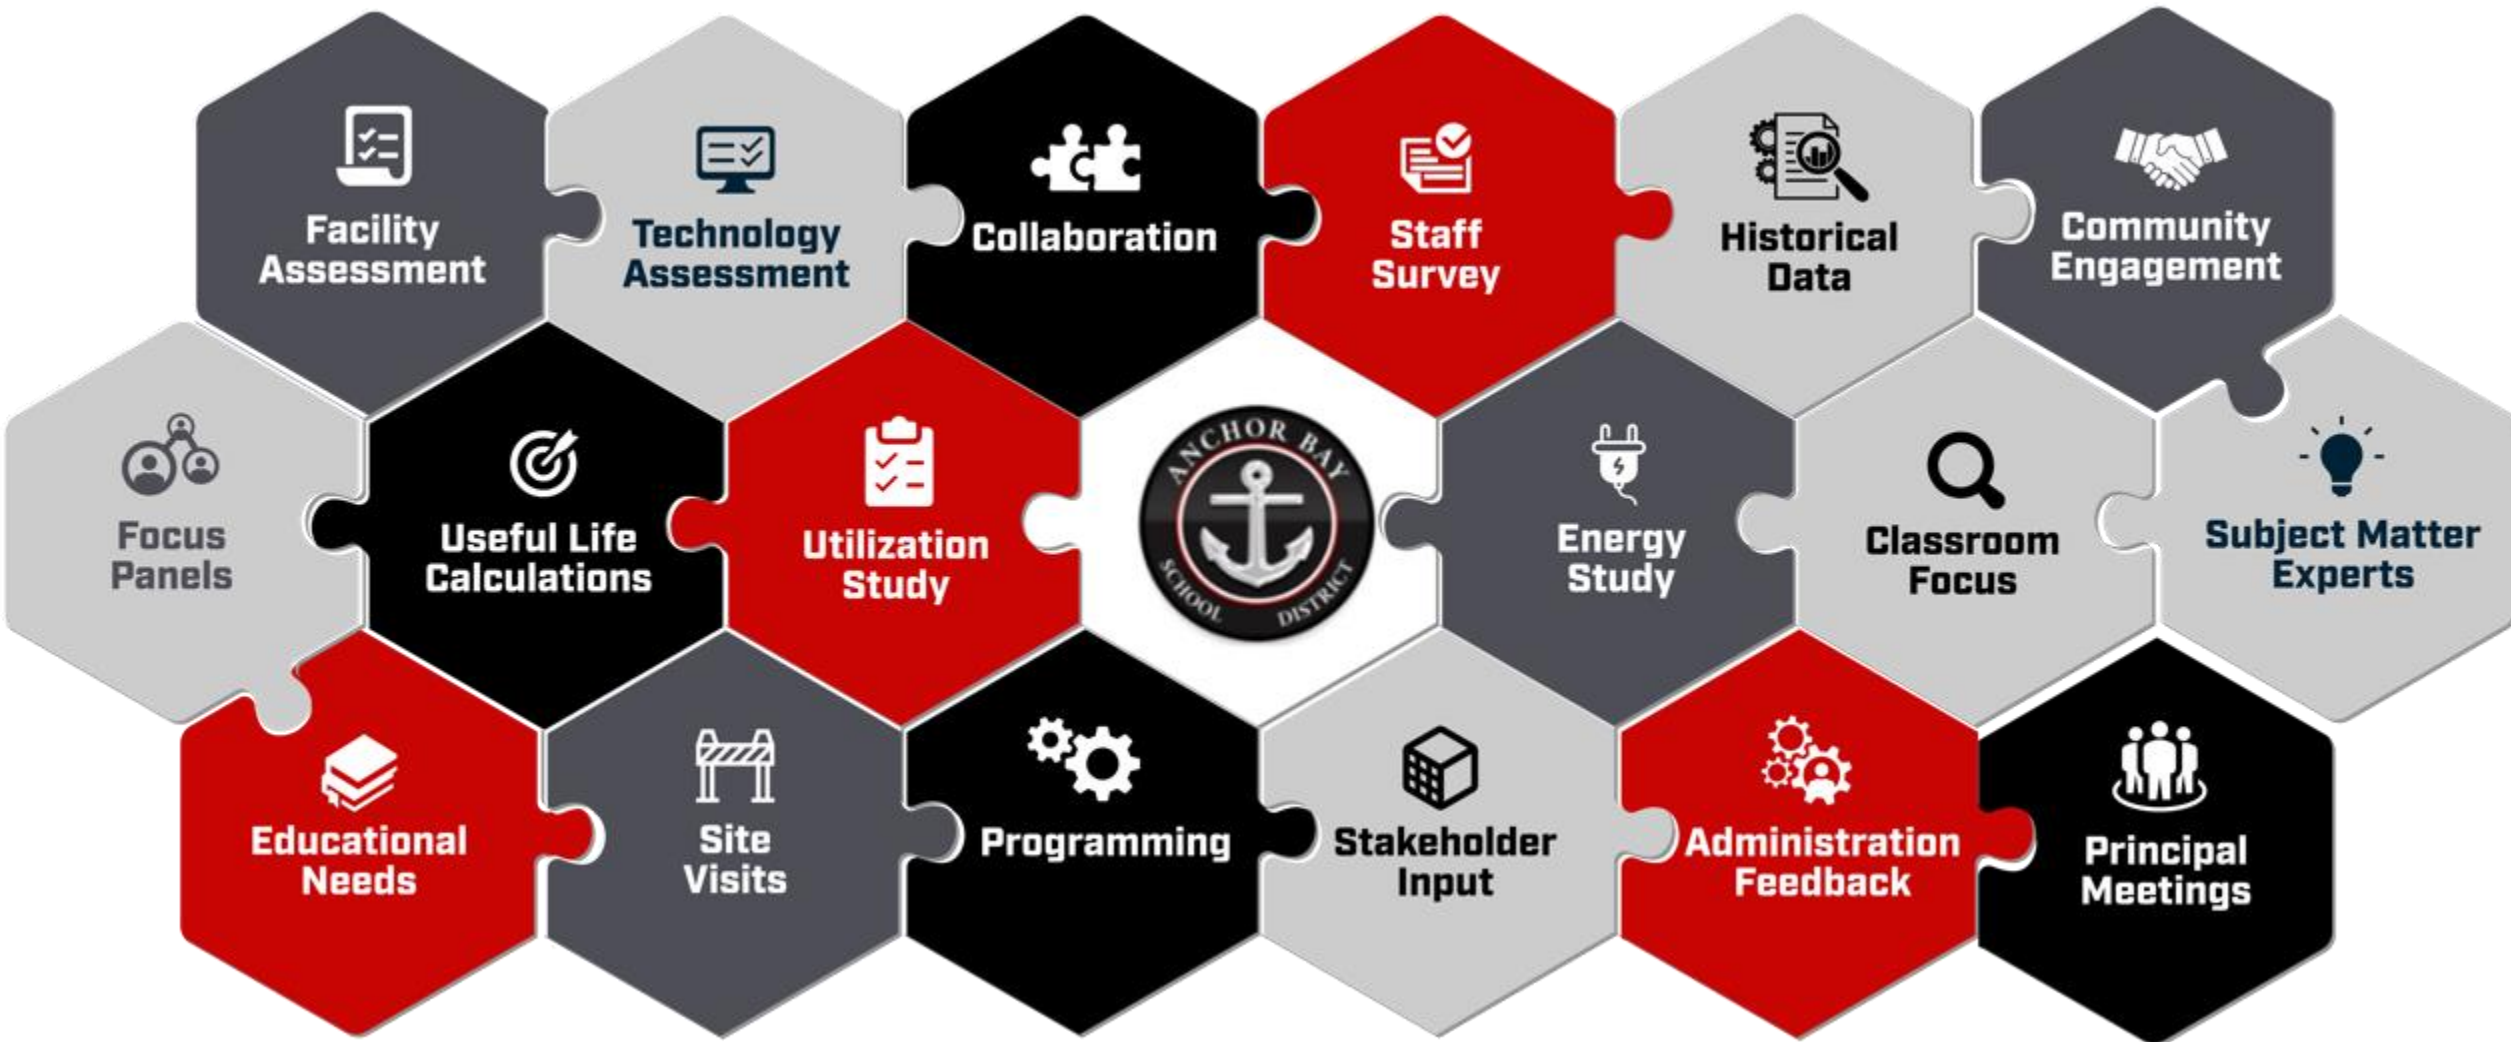 Facility
Assessment
Technology
Assessment
Collaboration
Staff
Survey
Historical
Data
Community
Engagement
Focus
Panels
Useful Life
Calculations
Utilization
Study
ANCHOR BAY
SCHOOL DISTRICT
Energy
Study
Classroom
Focus
Subject Matter
Experts
Educational
Needs
Site
Visits
Programming
Stakeholder
Input
Administration
Feedback
Principal
Meetings